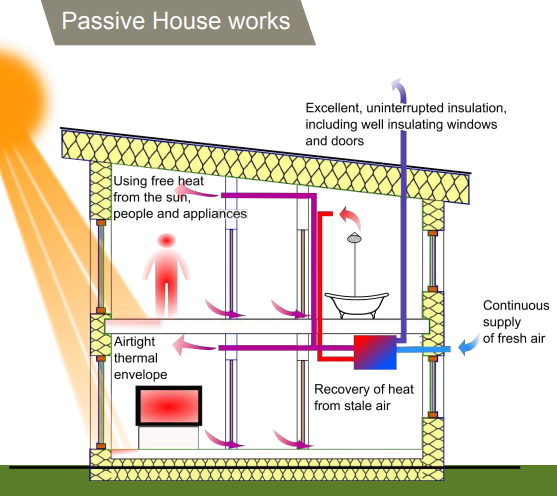 Passive House works
Excellent, uninterrupted insulation,
including well insulating windows
and doors
Using free heat
from the sun,
people and appliances
Continuous
supply
of fresh air
Airtight
thermal
envelope
Recovery of heat
from stale air